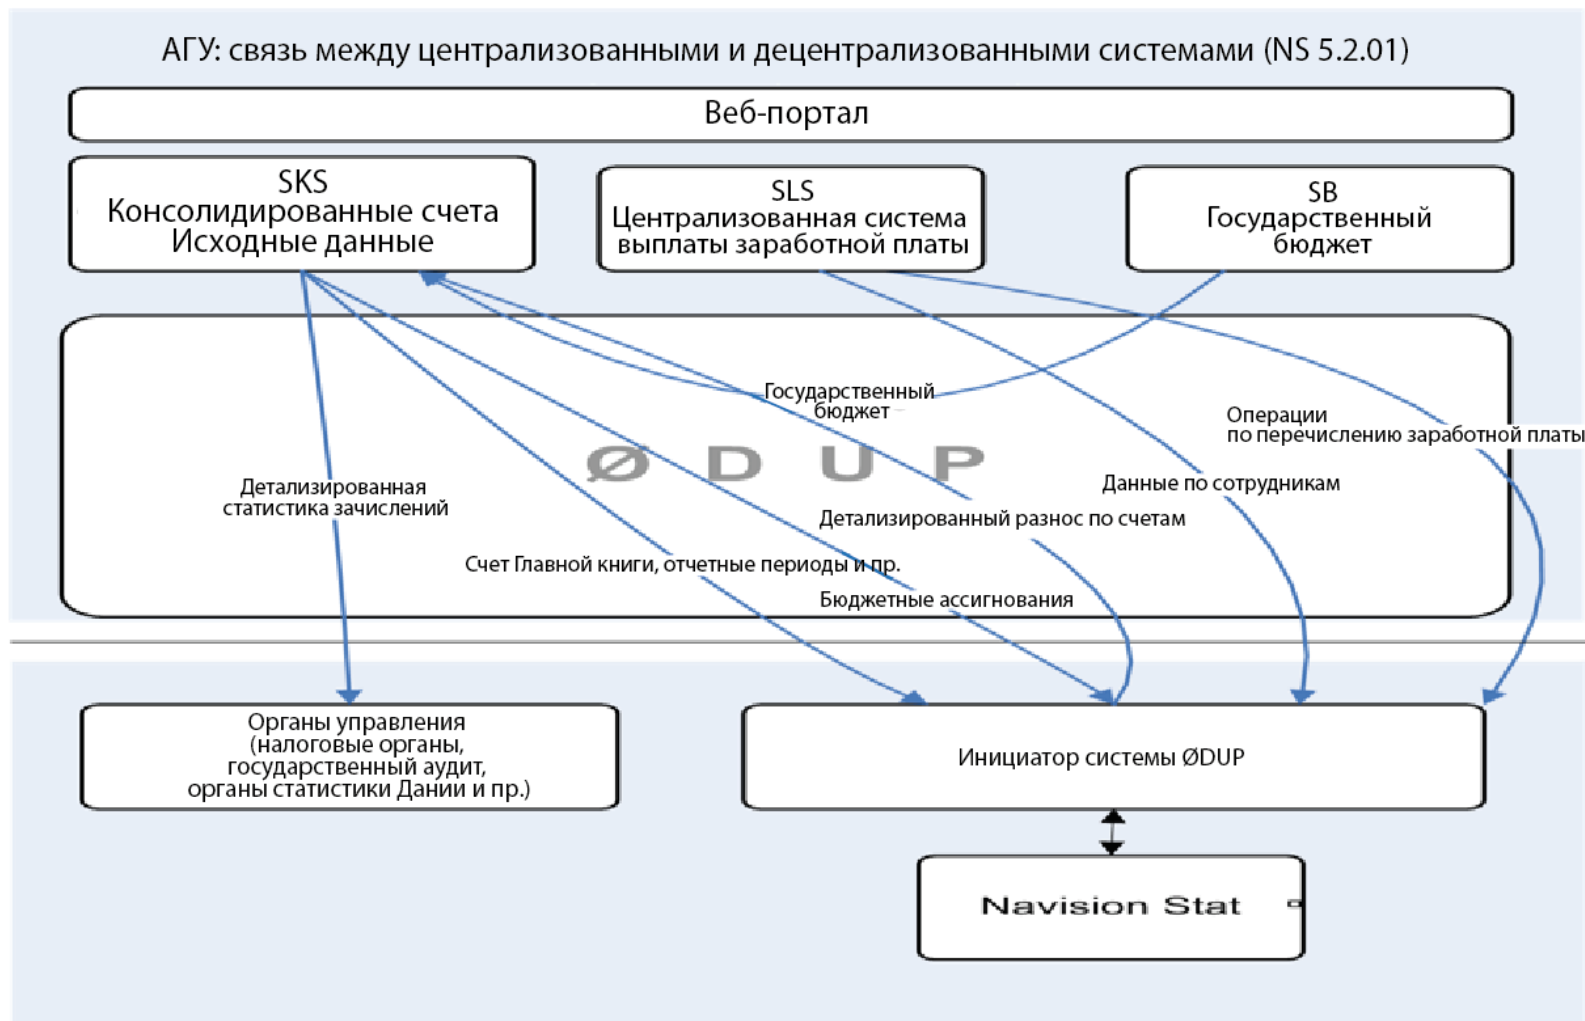 АГУ: связь между централизованными и децентрализованными системами (NS 5.2.01)
Веб-портал
SKS
Консолидированные счета
Исходные данные
SLS
Централизованная система
выплаты заработной платы
SB
Государственный
бюджет
Государственный
бюджет
Операции
по перечислению заработной платы
ØDUP
Данные по сотрудникам
Детализированная
статистика зачислений
Детализированный разнос по счетам
Счет Главной книги, отчетные периоды и пр.
Бюджетные ассигнования
Органы управления
(налоговые органы,
государственный аудит,
органы статистики Дании и пр.)
Инициатор системы ØDUP
Navision Stat